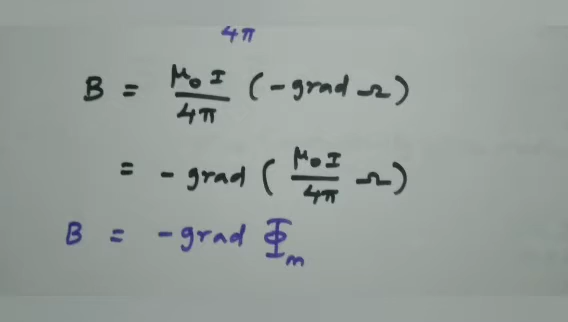 4π
B = μ₀I/4π (-grad Ω)
= -grad (μ₀I/4π Ω)
B = -grad Φₘ